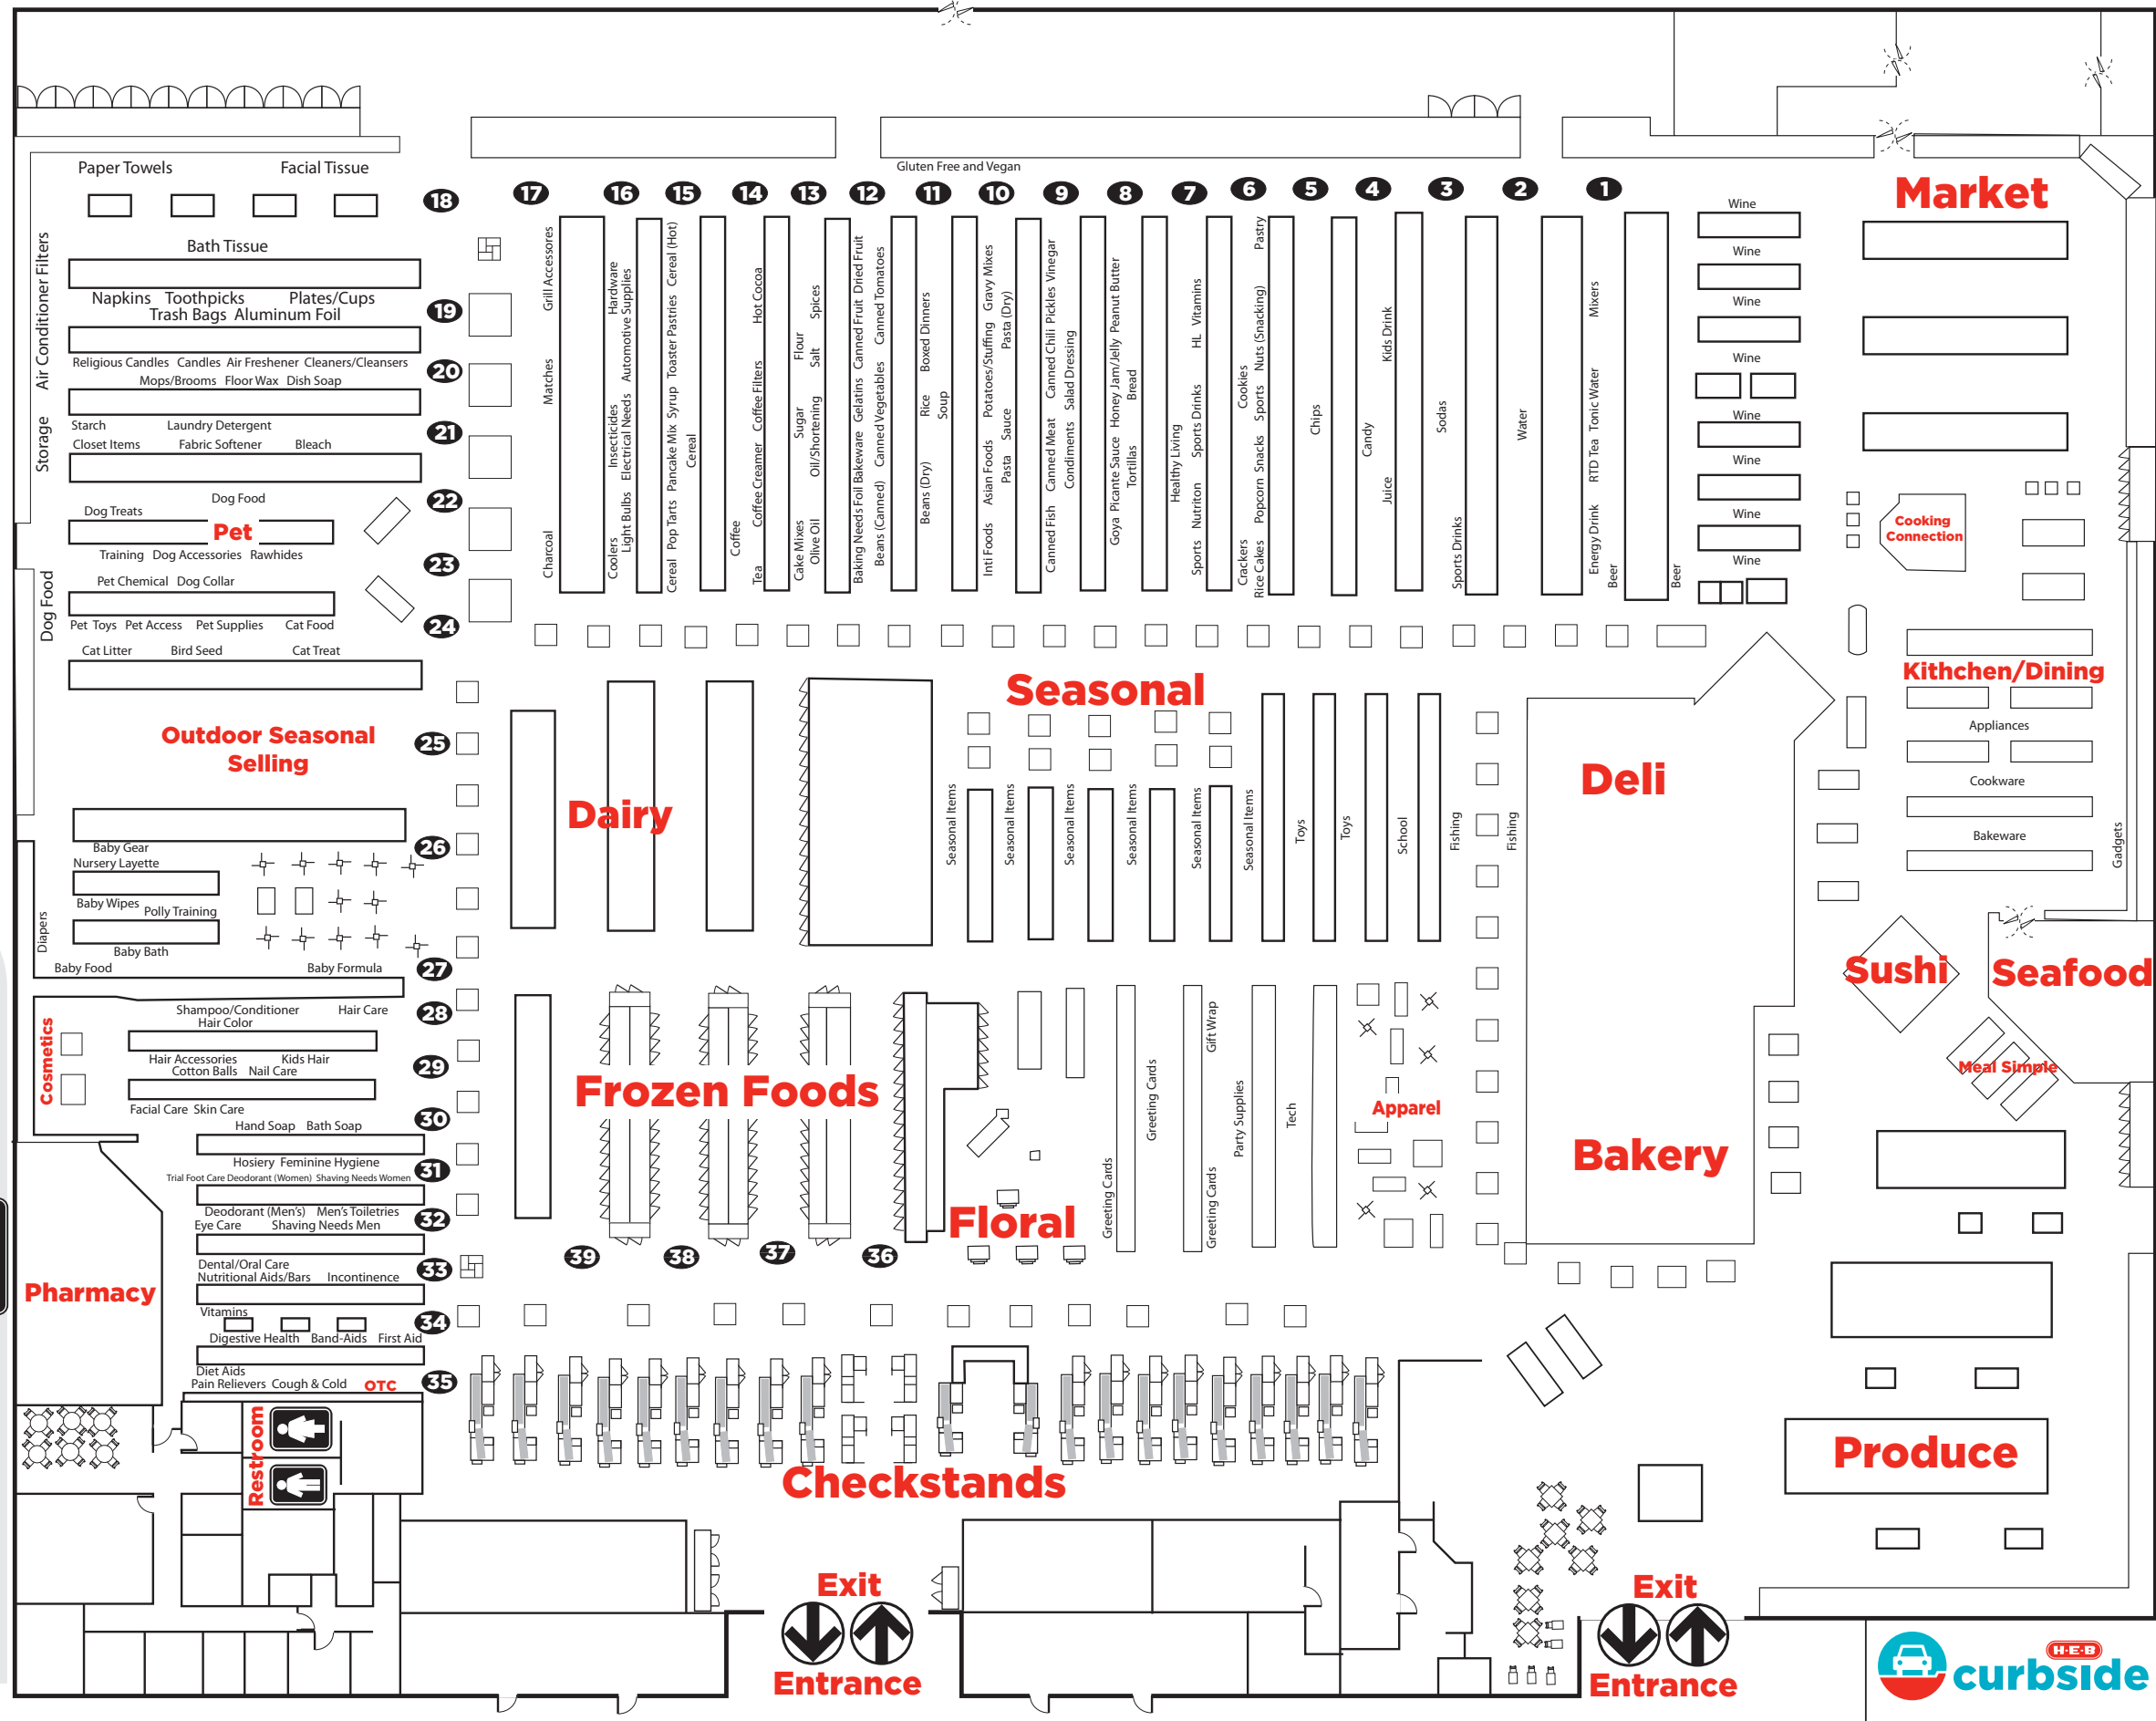 Gluten Free and Vegan
Paper Towels
Facial Tissue
18
17
16
15
14
13
12
11
10
9
8
7
6
5
4
3
2
1
Market
Air Conditioner Filters
Storage
Bath Tissue
Napkins Toothpicks Plates/Cups
Trash Bags Aluminum Foil
19
Religious Candles Candles Air Freshener Cleaners/Cleansers
Mops/Brooms Floor Wax Dish Soap
20
Starch Laundry Detergent
Closet Items Fabric Softener Bleach
21
Dog Food
22
Dog Treats
Pet
Training Dog Accessories Rawhides
23
Pet Chemical Dog Collar
Dog Food
Pet Toys Pet Access Pet Supplies Cat Food
24
Cat Litter Bird Seed Cat Treat
Charcoal Matches Grill Accessores
Coolers Insecticides Hardware
Light Bulbs Electrical Needs Automotive Supplies
Cereal Pop Tarts Pancake Mix Syrup Toaster Pastries Cereal (Hot)
Cereal
Coffee
Tea Coffee Creamer Coffee Filters Hot Cocoa
Cake Mixes Sugar Flour
Olive Oil Oil/Shortening Salt Spices
Baking Needs Foil Bakeware Gelatins Canned Fruit Dried Fruit
Beans (Canned) Canned Vegetables Canned Tomatoes
Beans (Dry) Rice Boxed Dinners
Soup
Intl Foods Asian Foods Potatoes/Stuffing Gravy Mixes
Pasta Sauce Pasta (Dry)
Canned Fish Canned Meat Canned Chili Pickles Vinegar
Condiments Salad Dressing
Goya Picante Sauce Honey Jam/Jelly Peanut Butter
Tortillas Bread
Healthy Living
Sports Nutriton Sports Drinks HL Vitamins
Crackers Cookies
Rice Cakes Popcorn Snacks Sports Nuts (Snacking) Pastry
Chips
Candy
Juice Kids Drink
Sodas
Sports Drinks
Water
Energy Drink RTD Tea Tonic Water Mixers
Beer
Beer
Wine
Wine
Wine
Wine
Wine
Wine
Wine
Wine
Cooking
Connection
Kithchen/Dining
Appliances
Cookware
Bakeware
Gadgets
Outdoor Seasonal
Selling
25
Dairy
Seasonal
Seasonal Items
Seasonal Items
Seasonal Items
Seasonal Items
Seasonal Items
Seasonal Items
Toys
Toys
School
Fishing
Fishing
Deli
Bakery
Sushi
Seafood
Meal Simple
26
Baby Gear
Nursery Layette
Baby Wipes
Polly Training
Baby Bath
Diapers
Baby Food Baby Formula
27
Shampoo/Conditioner Hair Care
Hair Color
28
Cosmetics
Hair Accessories Kids Hair
Cotton Balls Nail Care
29
Facial Care Skin Care
Hand Soap Bath Soap
30
Hosiery Feminine Hygiene
Trial Foot Care Deodorant (Women) Shaving Needs Women
31
Deodorant (Men's) Men's Toiletries
Eye Care Shaving Needs Men
32
Dental/Oral Care
Nutritional Aids/Bars Incontinence
33
Vitamins
Digestive Health Band-Aids First Aid
34
Diet Aids
Pain Relievers Cough & Cold OTC
35
Pharmacy
Restroom
Frozen Foods
39
38
37
36
Floral
Greeting Cards
Greeting Cards
Gift Wrap
Greeting Cards
Party Supplies
Tech
Apparel
Checkstands
Produce
Exit
Entrance
Exit
Entrance
H-E-B
curbside